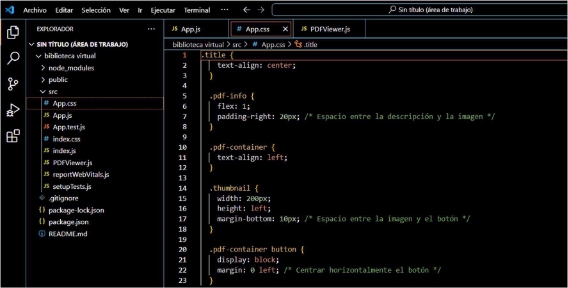 Archivo Editar Selección Ver Ir Ejecutar Terminal ... Sin título (área de trabajo)
EXPLORADOR ...
SIN TÍTULO (ÁREA DE TRABAJO)
biblioteca virtual
node_modules
public
src
# App.css
JS App.js
JS App.test.js
# index.css
JS index.js
JS PDFViewer.js
JS reportWebVitals.js
JS setupTests.js
.gitignore
{} package-lock.json
{} package.json
README.md
JS App.js # App.css X JS PDFViewer.js
biblioteca virtual > src > # App.css > .title
1 .title {
2 text-align: center;
3 }
4
5 .pdf-info {
6 flex: 1;
7 padding-right: 20px; /* Espacio entre la descripción y la imagen */
8 }
9
10 .pdf-container {
11 text-align: left;
12 }
13
14 .thumbnail {
15 width: 200px;
16 height: left;
17 margin-bottom: 10px; /* Espacio entre la imagen y el botón */
18 }
19
20 .pdf-container button {
21 display: block;
22 margin: 0 left; /* Centrar horizontalmente el botón */
23 }